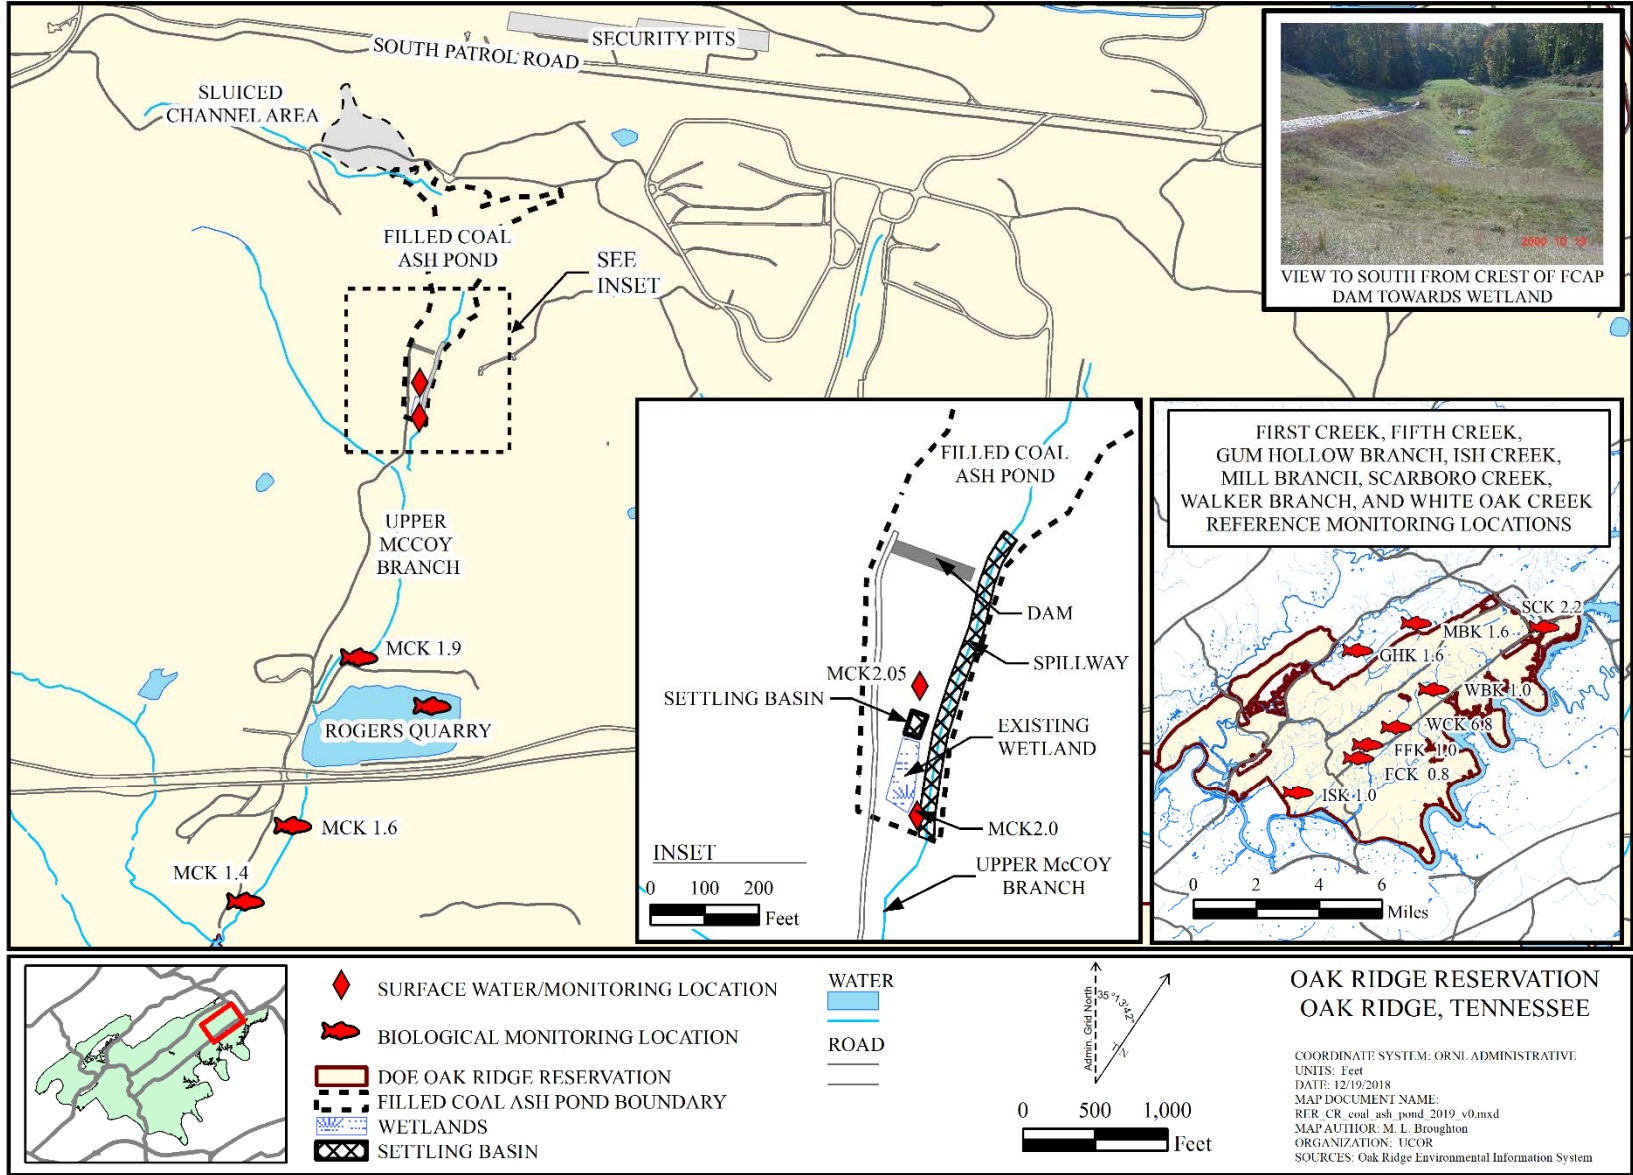 SOUTH PATROL ROAD
SECURITY PITS
SLUICED
CHANNEL AREA
FILLED COAL
ASH POND
SEE
INSET
UPPER
MCCOY
BRANCH
MCK 1.9
ROGERS QUARRY
MCK 1.6
MCK 1.4
2000 10 19
VIEW TO SOUTH FROM CREST OF FCAP
DAM TOWARDS WETLAND
FILLED COAL
ASH POND
DAM
SPILLWAY
MCK2.05
SETTLING BASIN
EXISTING
WETLAND
MCK2.0
UPPER McCOY
BRANCH
INSET
0 100 200
Feet
FIRST CREEK, FIFTH CREEK,
GUM HOLLOW BRANCH, ISH CREEK,
MILL BRANCH, SCARBORO CREEK,
WALKER BRANCH, AND WHITE OAK CREEK
REFERENCE MONITORING LOCATIONS
SCK 2.2
MBK 1.6
GHK 1.6
WBK 1.0
WCK 6.8
FFK 1.0
FCK 0.8
ISK 1.0
0 2 4 6
Miles
SURFACE WATER/MONITORING LOCATION
BIOLOGICAL MONITORING LOCATION
DOE OAK RIDGE RESERVATION
FILLED COAL ASH POND BOUNDARY
WETLANDS
SETTLING BASIN
WATER
ROAD
Admin. Grid North
35°13'42"
TN
0 500 1,000
Feet
OAK RIDGE RESERVATION
OAK RIDGE, TENNESSEE
COORDINATE SYSTEM: ORNL ADMINISTRATIVE
UNITS: Feet
DATE: 12/19/2018
MAP DOCUMENT NAME:
RER_CR_coal_ash_pond_2019_v0.mxd
MAP AUTHOR: M. L. Broughton
ORGANIZATION: UCOR
SOURCES: Oak Ridge Environmental Information System